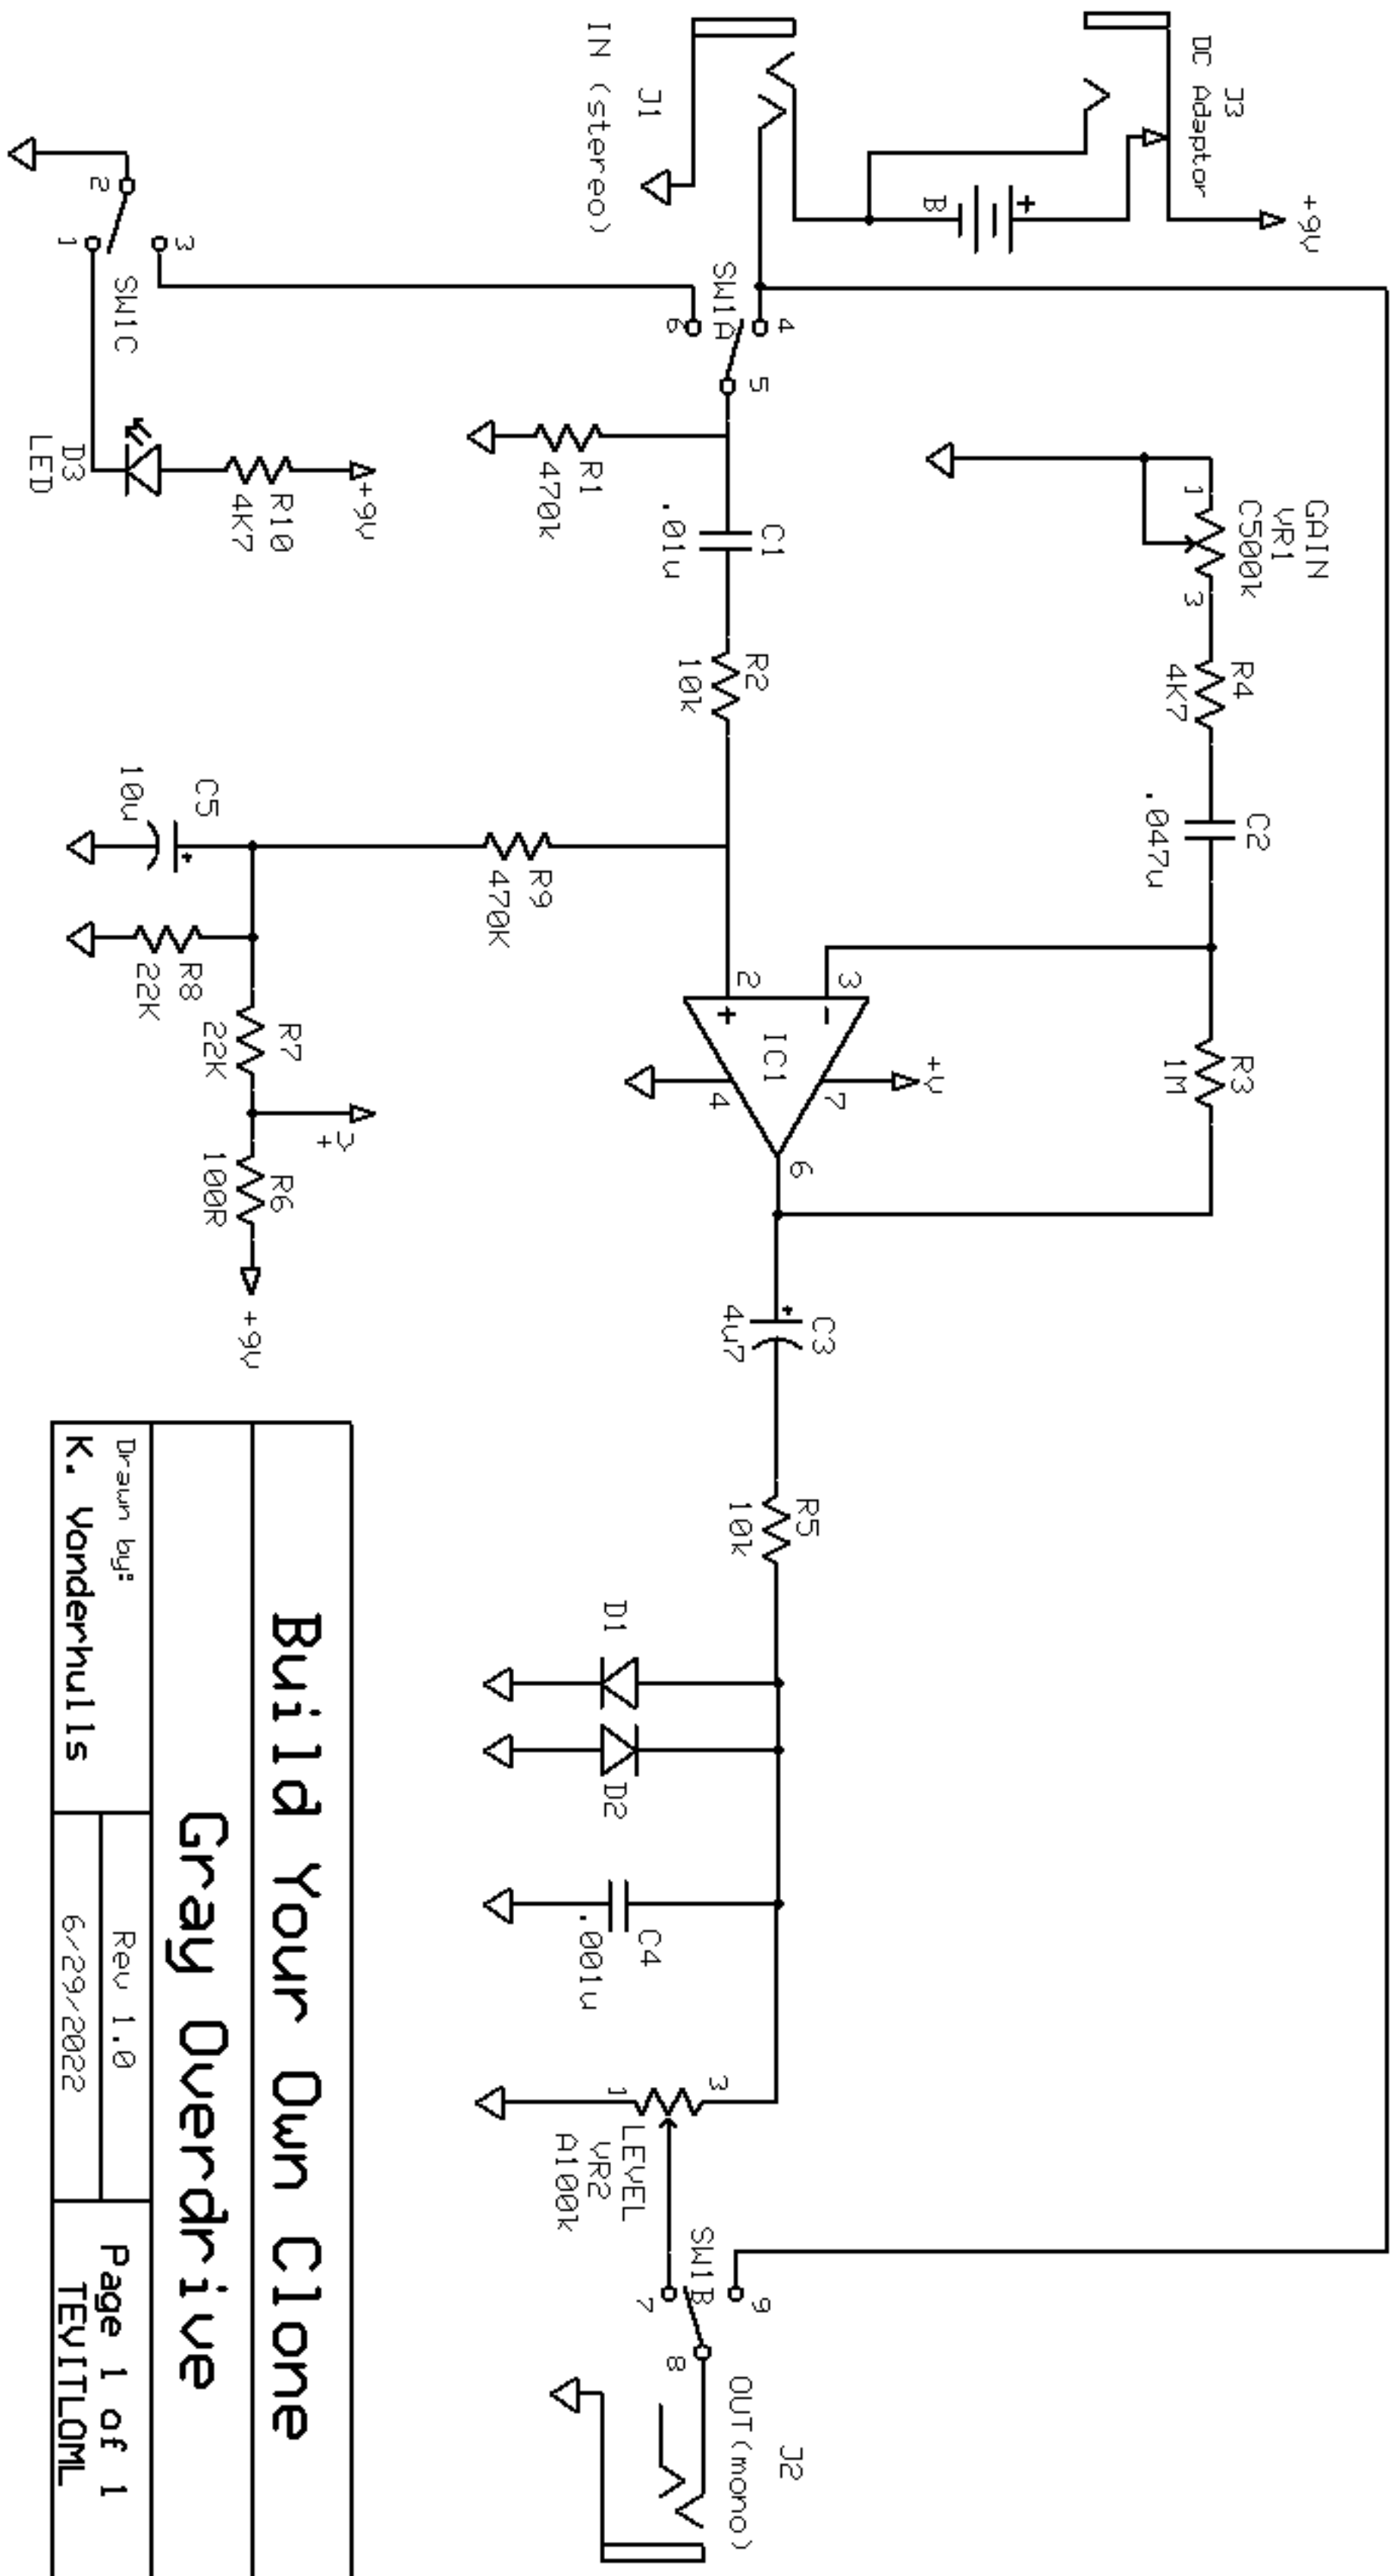 J3
DC Adaptor
+9V
B
+
J1
IN (stereo)
GAIN
VR1
C500k
1
3
R4
4K7
C2
.047u
R3
1M
SW1A
4
5
6
R1
470k
C1
.01u
R2
10k
R9
470K
3
2
-
+
IC1
7
4
6
+V
C3
+
4u7
R5
10k
D1
D2
C4
.001u
3
1
LEVEL
VR2
A100k
SW1B
9
7
8
J2
OUT(mono)
2
3
1
SW1C
D3
LED
R10
4K7
+9V
C5
10u
+
R8
22K
R7
22K
+V
R6
100R
+9V
Build Your Own Clone
Gray Overdrive
Drawn by:
K. Vanderhulls
Rev 1.0
6/29/2022
Page 1 of 1
TEVITLOML